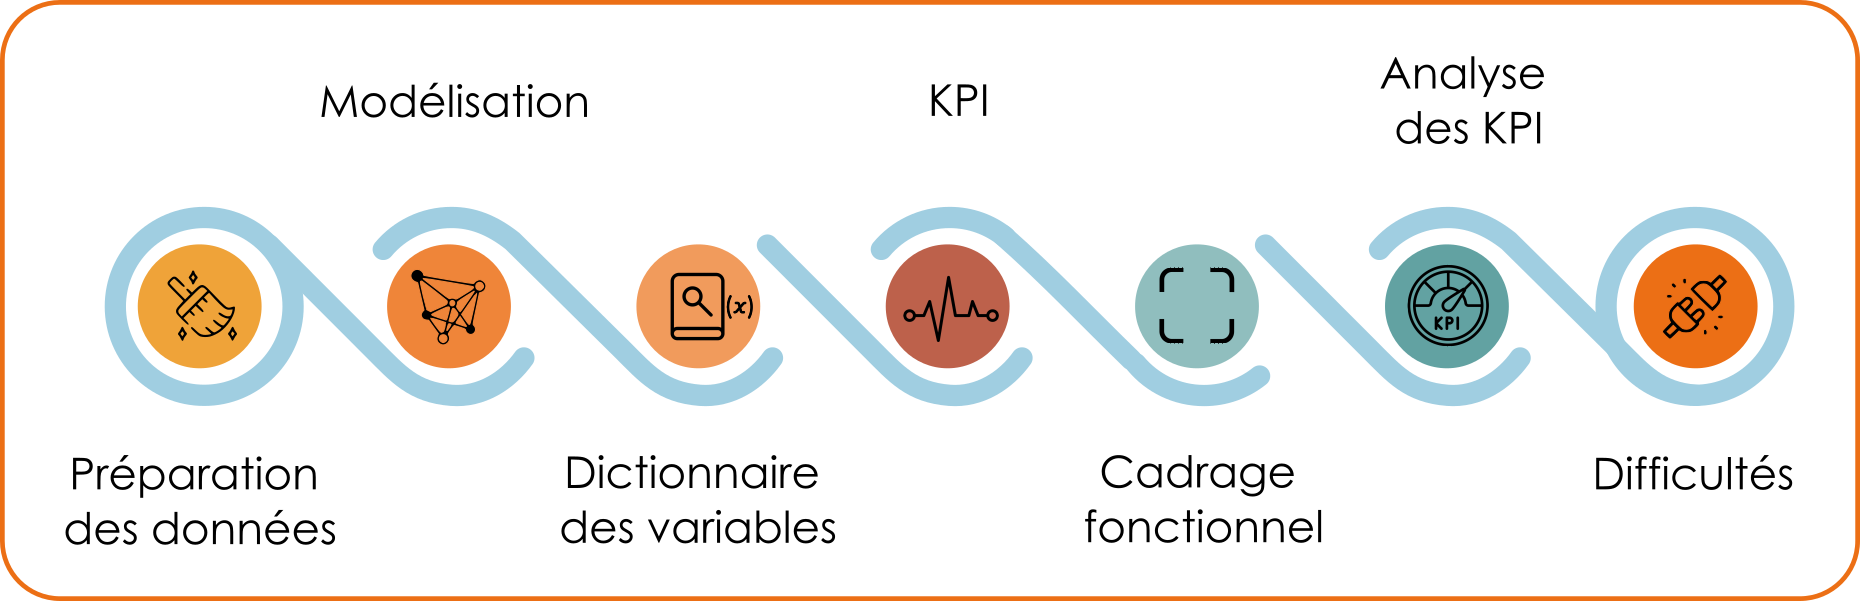 Modélisation
KPI
Analyse
des KPI
(x)
KPI
Préparation
des données
Dictionnaire
des variables
Cadrage
fonctionnel
Difficultés